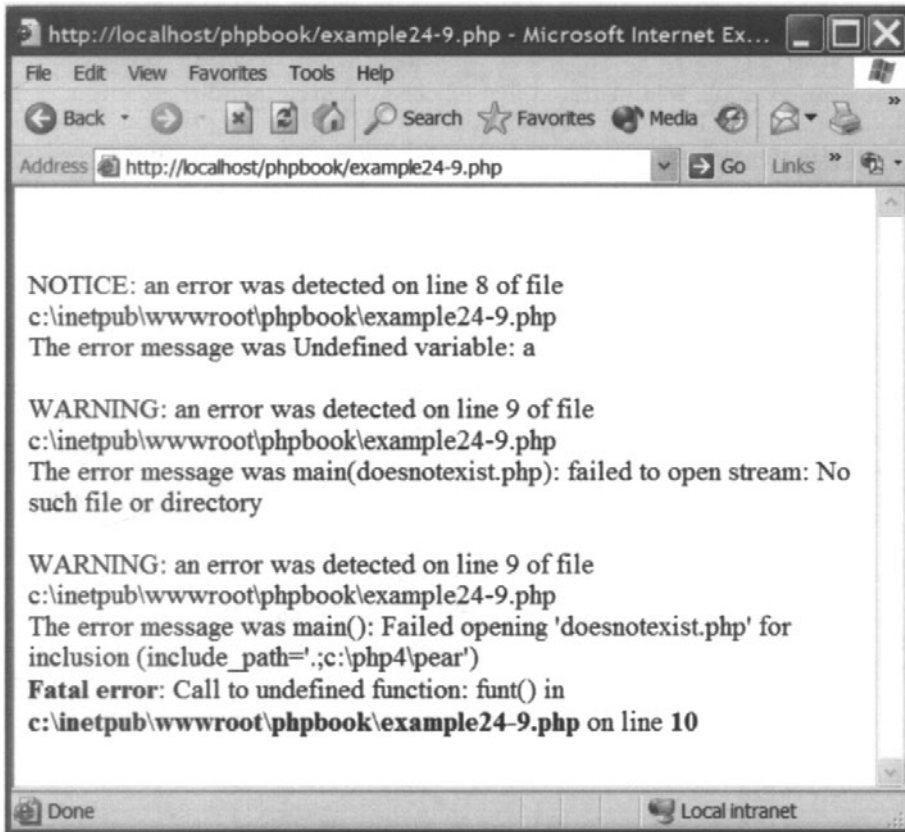 http://localhost/phpbook/example24-9.php - Microsoft Internet Ex...
File Edit View Favorites Tools Help
Back Search Favorites Media »
Address http://localhost/phpbook/example24-9.php Go Links »
NOTICE: an error was detected on line 8 of file
c:\inetpub\wwwroot\phpbook\example24-9.php
The error message was Undefined variable: a
WARNING: an error was detected on line 9 of file
c:\inetpub\wwwroot\phpbook\example24-9.php
The error message was main(doesnotexist.php): failed to open stream: No
such file or directory
WARNING: an error was detected on line 9 of file
c:\inetpub\wwwroot\phpbook\example24-9.php
The error message was main(): Failed opening 'doesnotexist.php' for
inclusion (include_path='.;c:\php4\pear')
Fatal error: Call to undefined function: funt() in
c:\inetpub\wwwroot\phpbook\example24-9.php on line 10
Done Local intranet